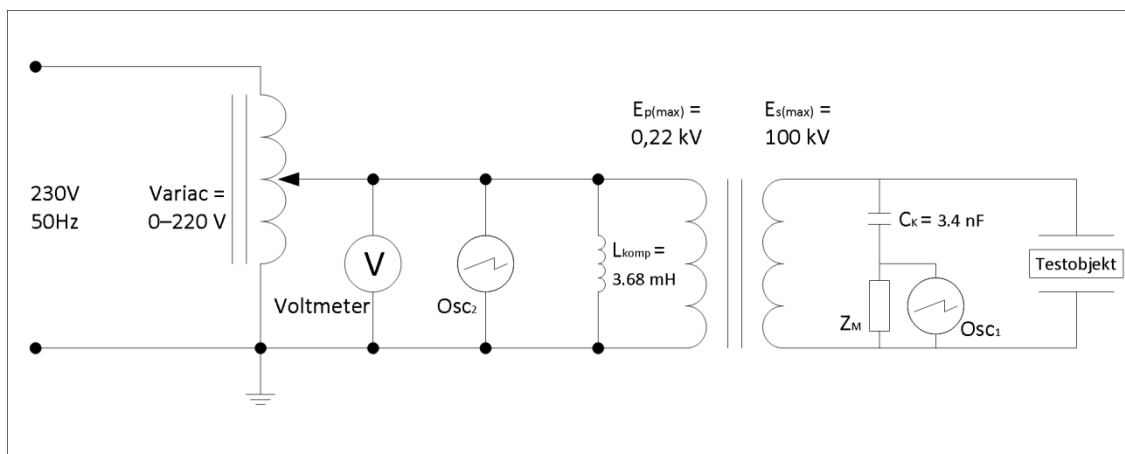 230V
50Hz
Variac =
0–220 V
V
Voltmeter
Osc₂
Lkomp =
3.68 mH
Ep(max) =
0,22 kV
Es(max) =
100 kV
CK = 3.4 nF
ZM
Osc₁
Testobjekt